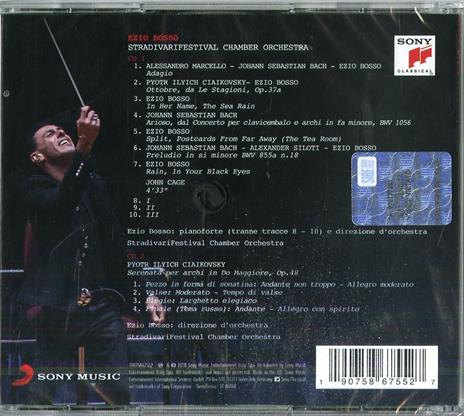 EZIO BOSSO
STRADIVARIFESTIVAL CHAMBER ORCHESTRA
SONY
CLASSICAL
CD 1
1. ALESSANDRO MARCELLO - JOHANN SEBASTIAN BACH - EZIO BOSSO
Adagio
2. PYOTR ILYICH CIAIKOVSKY- EZIO BOSSO
Ottobre, da Le Stagioni, Op.37a
3. EZIO BOSSO
In Her Name, The Sea Rain
4. JOHANN SEBASTIAN BACH
Arioso, dal Concerto per clavicembalo e archi in fa minore, BWV 1056
5. EZIO BOSSO
Split, Postcards From Far Away (The Tea Room)
6. JOHANN SEBASTIAN BACH - ALEXANDER SILOTI - EZIO BOSSO
Preludio in si minore BWV 855a n.18
7. EZIO BOSSO
Rain, In Your Black Eyes
JOHN CAGE
4'33"
8. I
9. II
10. III
Ezio Bosso: pianoforte (tranne tracce 8 - 10) e direzione d'orchestra
StradivariFestival Chamber Orchestra
CD 2
PYOTR ILYICH CIAIKOVSKY
Serenata per archi in Do Maggiore, Op.48
1. Pezzo in forma di sonatina: Andante non troppo - Allegro moderato
2. Valse: Moderato - Tempo di valse
3. Elegie: Larghetto elegiaco
4. Finale (Tema russo): Andante - Allegro con spirito
Ezio Bosso: direzione d'orchestra
StradivariFestival Chamber Orchestra
SONY MUSIC
1 90758 67552 7